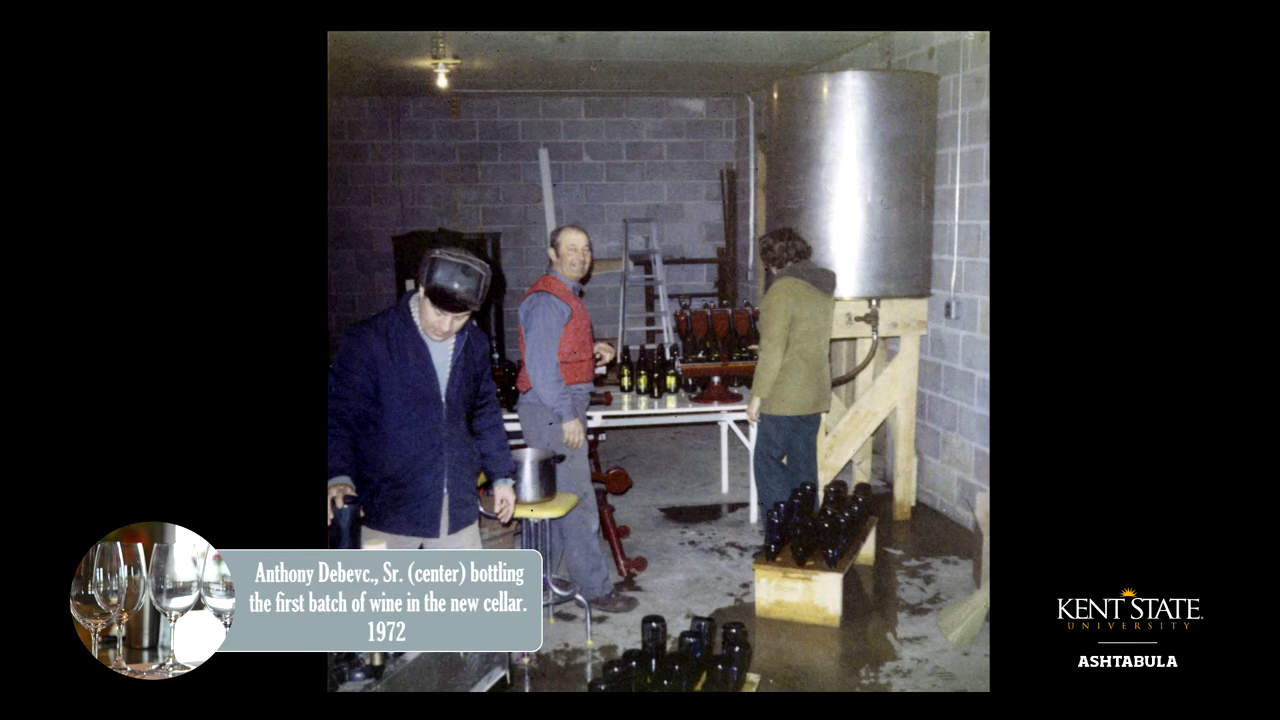 Anthony Debevc., Sr. (center) bottling
the first batch of wine in the new cellar.
1972
KENT STATE
UNIVERSITY
ASHTABULA